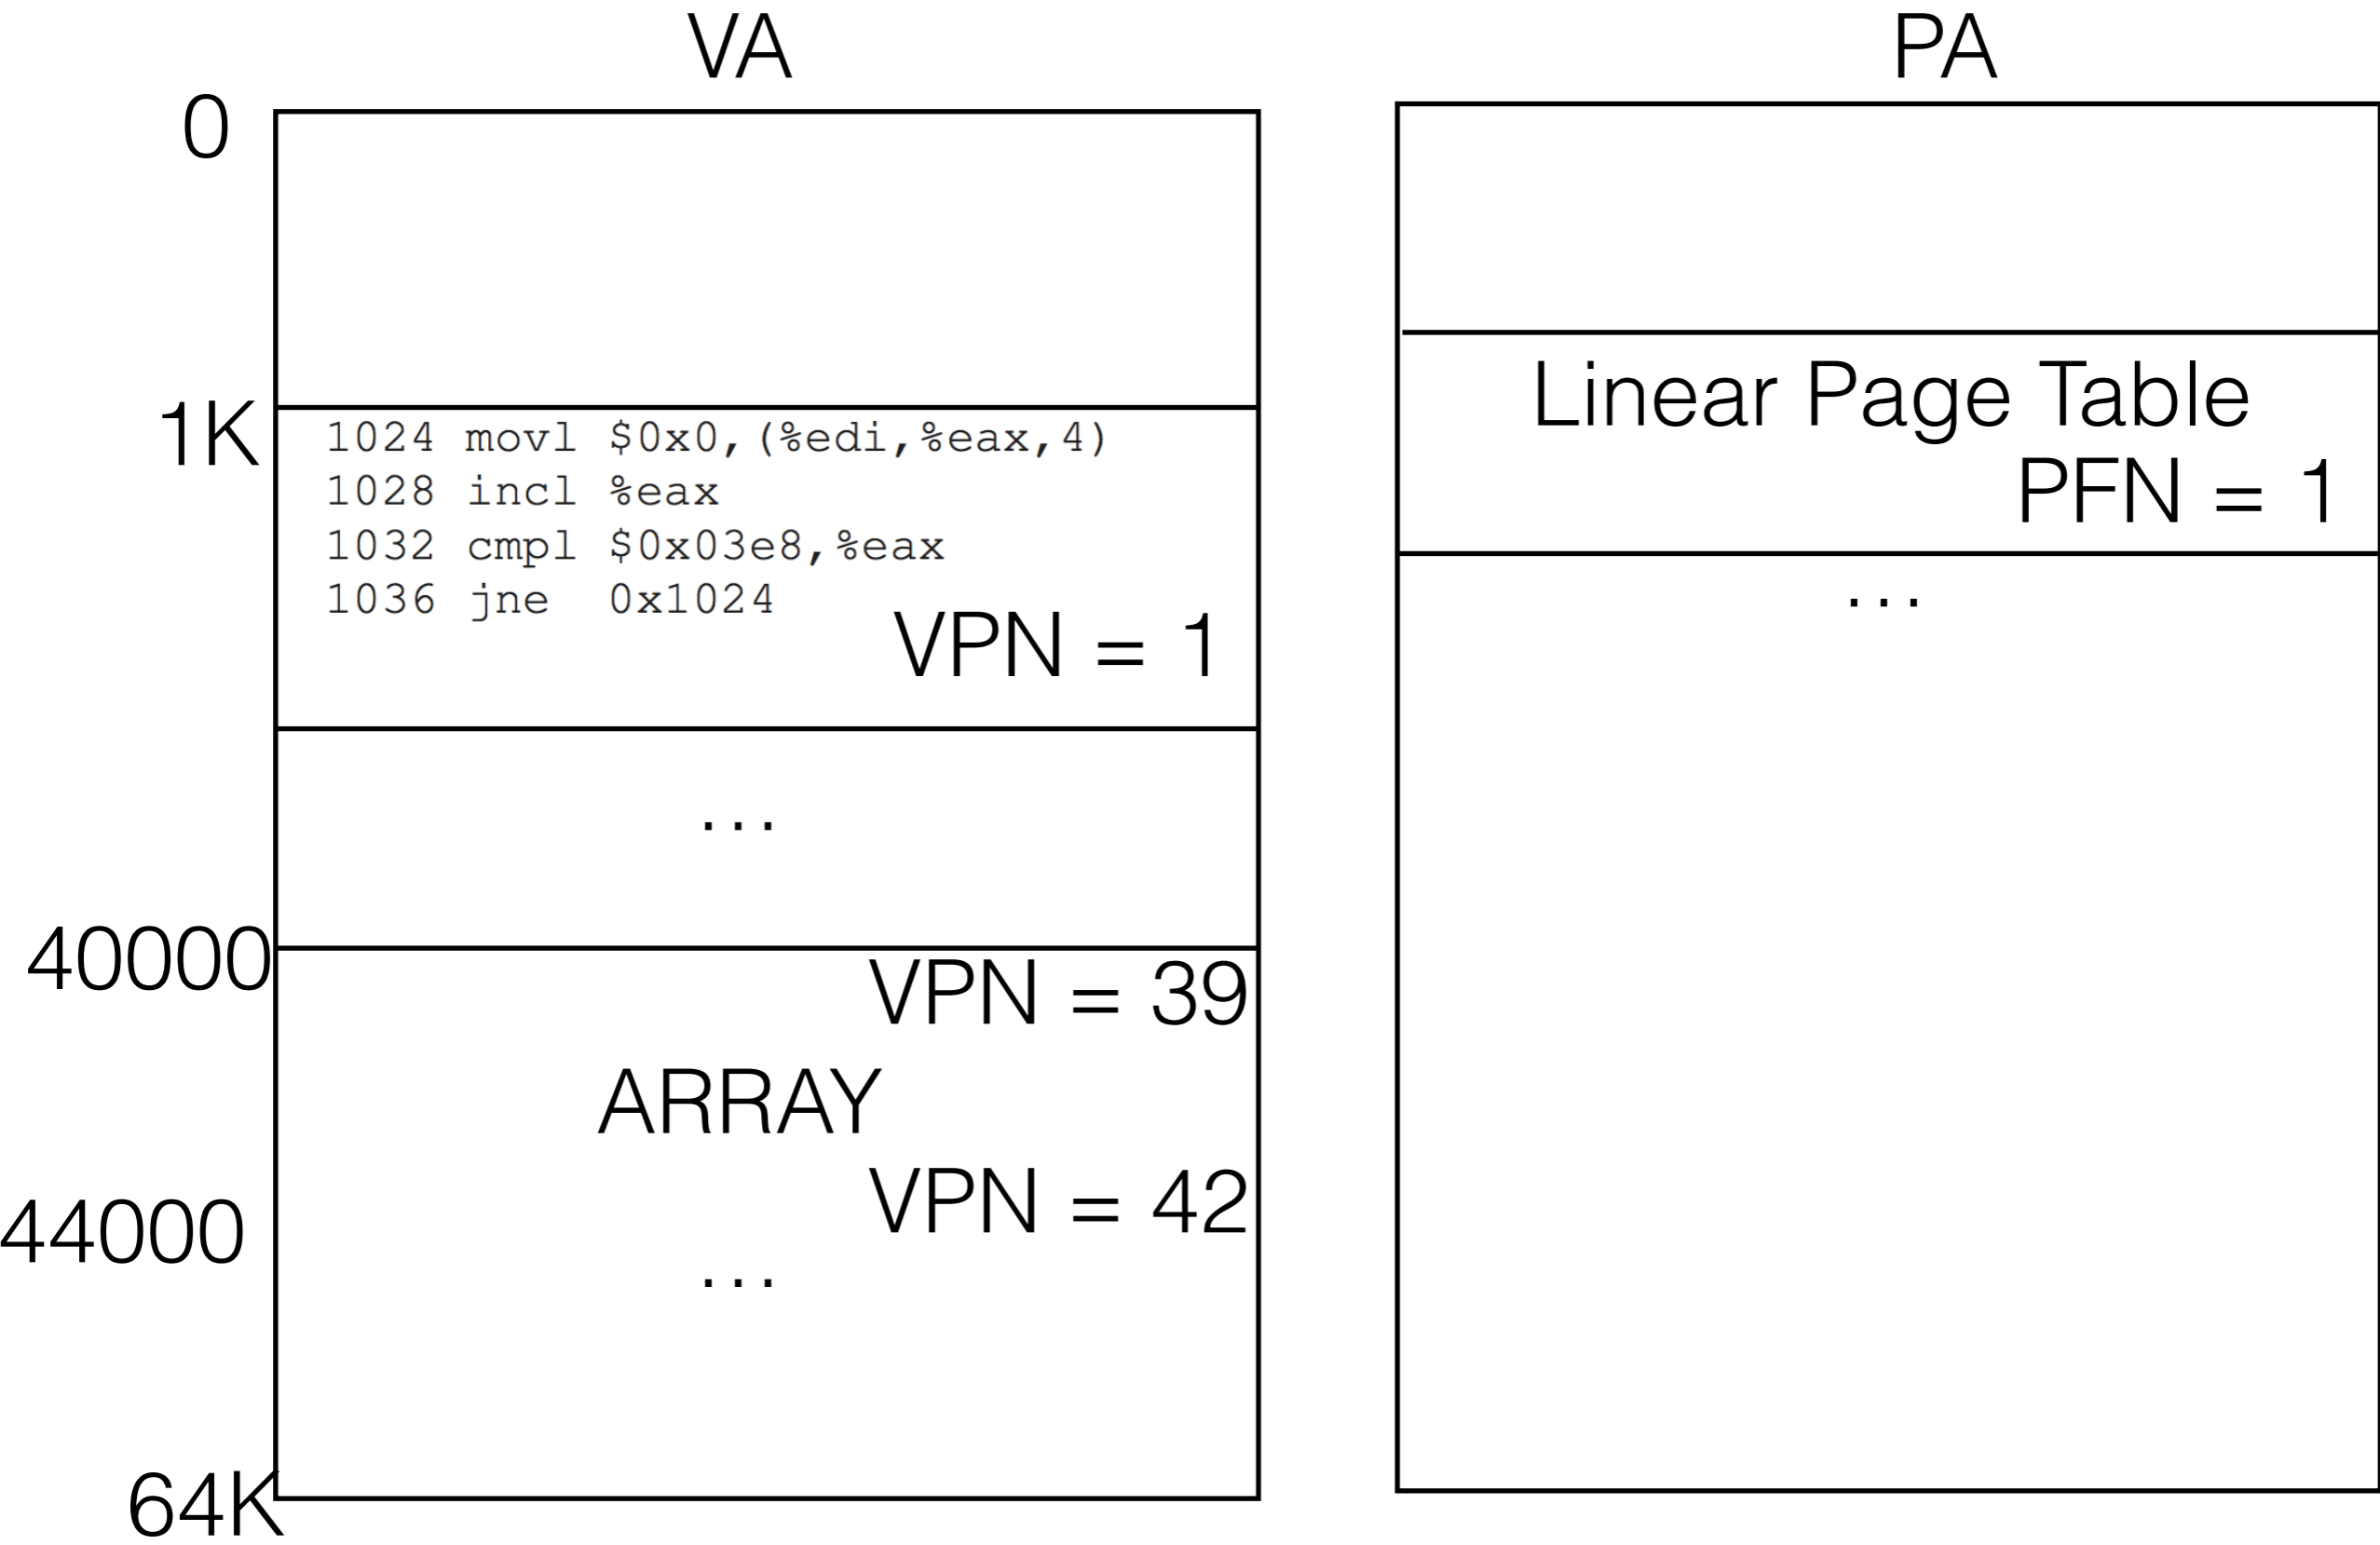 VA
0
1K
1024 movl $0x0,(%edi,%eax,4)
1028 incl %eax
1032 cmpl $0x03e8,%eax
1036 jne 0x1024
VPN = 1
...
40000
VPN = 39
ARRAY
VPN = 42
44000
...
64K
PA
Linear Page Table
PFN = 1
...